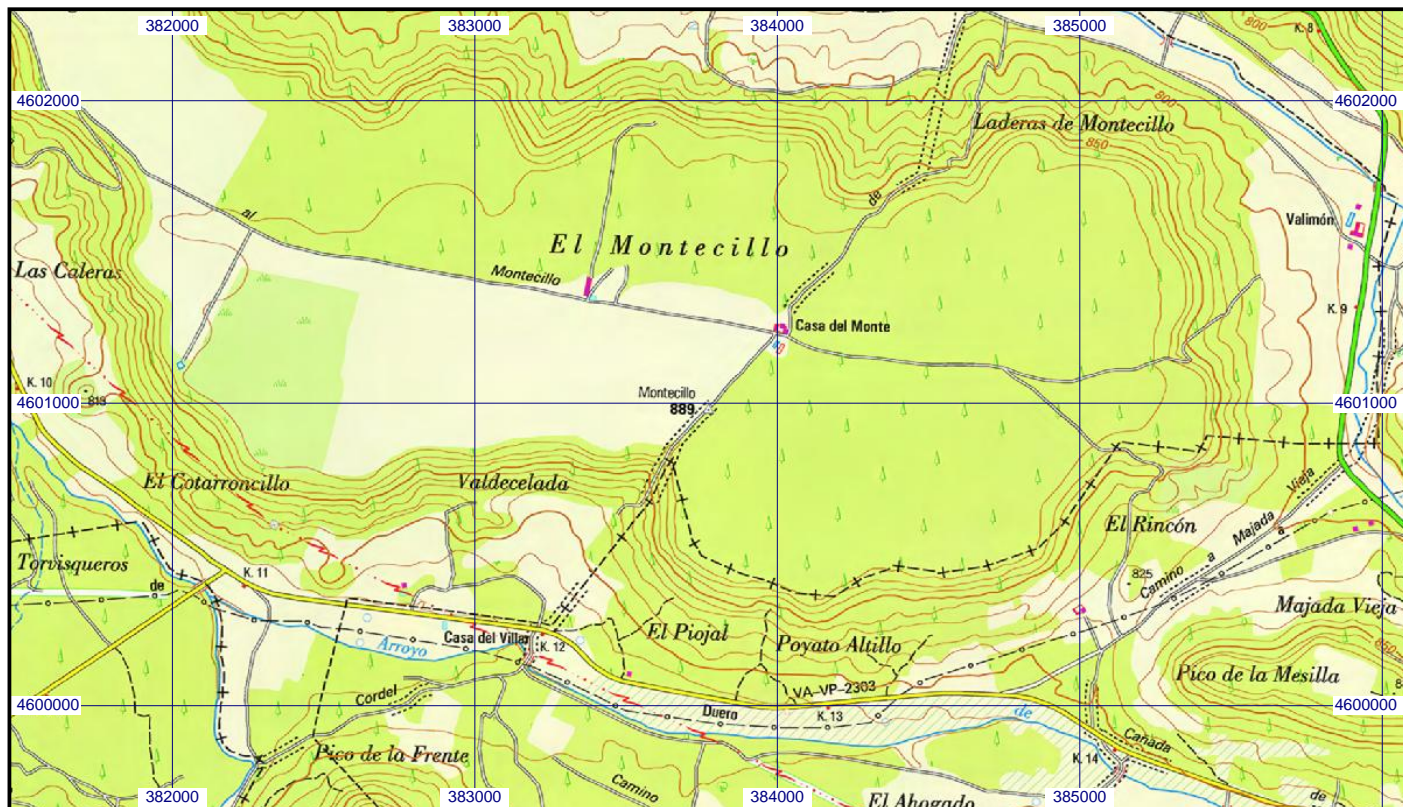 382000
383000
384000
385000
800
K. 8
4602000
4602000
800
Laderas de Montecillo
850
de
al
Valimón
El Montecillo
Las Caleras
Montecillo
K. 9
Casa del Monte
K. 10
Montecillo
813
889
4601000
4601000
El Cotarroncillo
Valdecelada
Vieja
El Rincón
Majada
a
Torvisqueros
K. 11
a
825
de
Camino
Majada Vieja
El Piojal
Casa del Villar
K. 12
Poyato Altillo
Arroyo
Pico de la Mesilla
Cordel
VA-VP-2303
4600000
Duero
K. 13
de
4600000
Cañada
Pico de la Frente
K. 14
Camino
El Ahogado
de
382000
383000
384000
385000